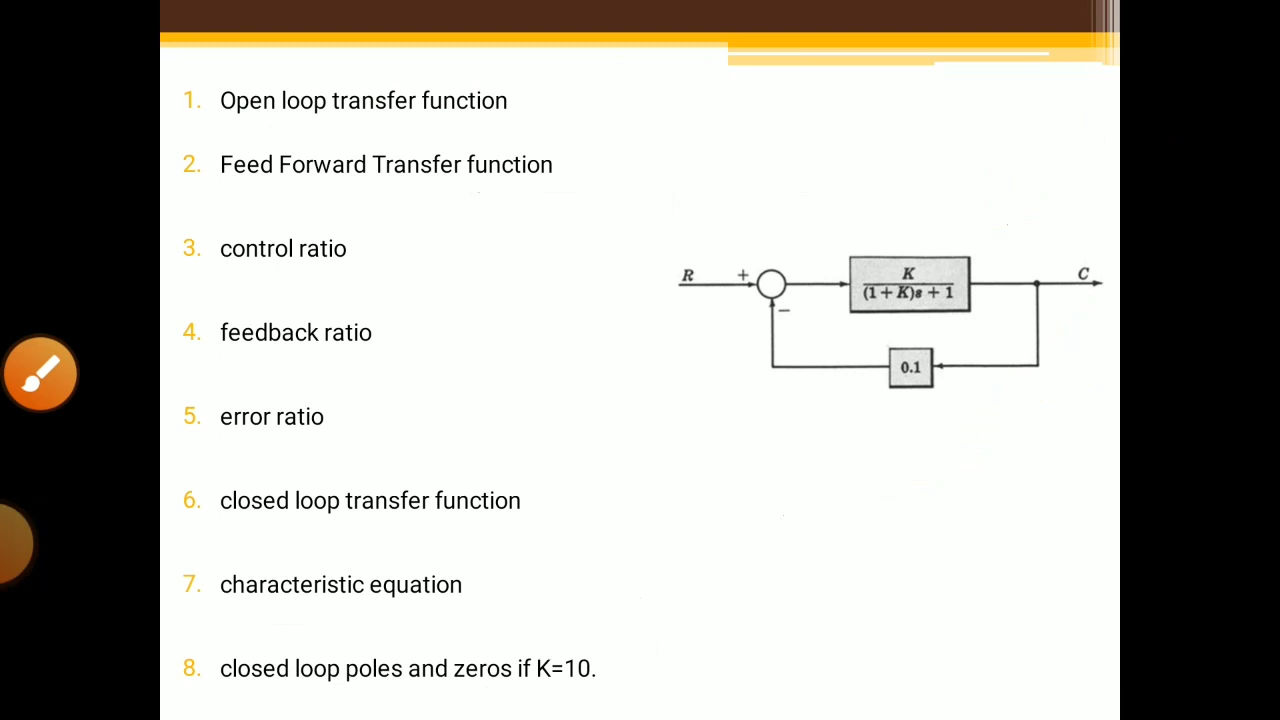 1. Open loop transfer function
2. Feed Forward Transfer function
3. control ratio
4. feedback ratio
5. error ratio
6. closed loop transfer function
7. characteristic equation
8. closed loop poles and zeros if K=10.
R + K C
(1 + K)s + 1
−
0.1